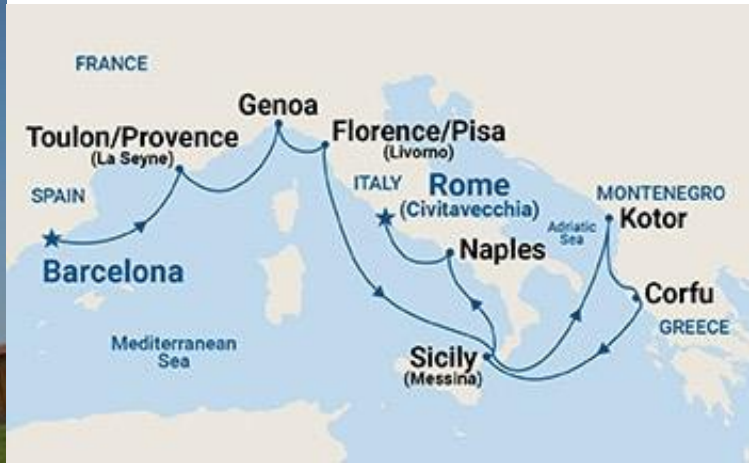 FRANCE
Genoa
Toulon/Provence
(La Seyne)
Florence/Pisa
(Livorno)
SPAIN
ITALY
Rome
(Civitavecchia)
MONTENEGRO
Kotor
Adriatic
Sea
Barcelona
Naples
Corfu
GREECE
Mediterranean
Sea
Sicily
(Messina)